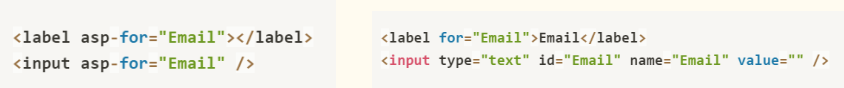 <label asp-for="Email"></label>
<input asp-for="Email" />
<label for="Email">Email</label>
<input type="text" id="Email" name="Email" value="" />